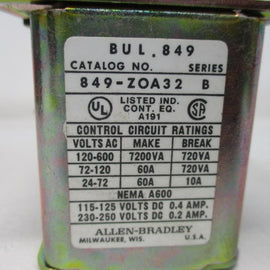 BUL. 849
CATALOG NO. SERIES
849-ZOA32 B
UL LISTED IND. CONT. EQ. A191
CONTROL CIRCUIT RATINGS
VOLTS AC MAKE BREAK
120-600 7200VA 720VA
72-120 60A 720VA
24-72 60A 10A
NEMA A600
115-125 VOLTS DC 0.4 AMP.
230-250 VOLTS DC 0.2 AMP.
ALLEN-BRADLEY
MILWAUKEE, WIS. U.S.A.